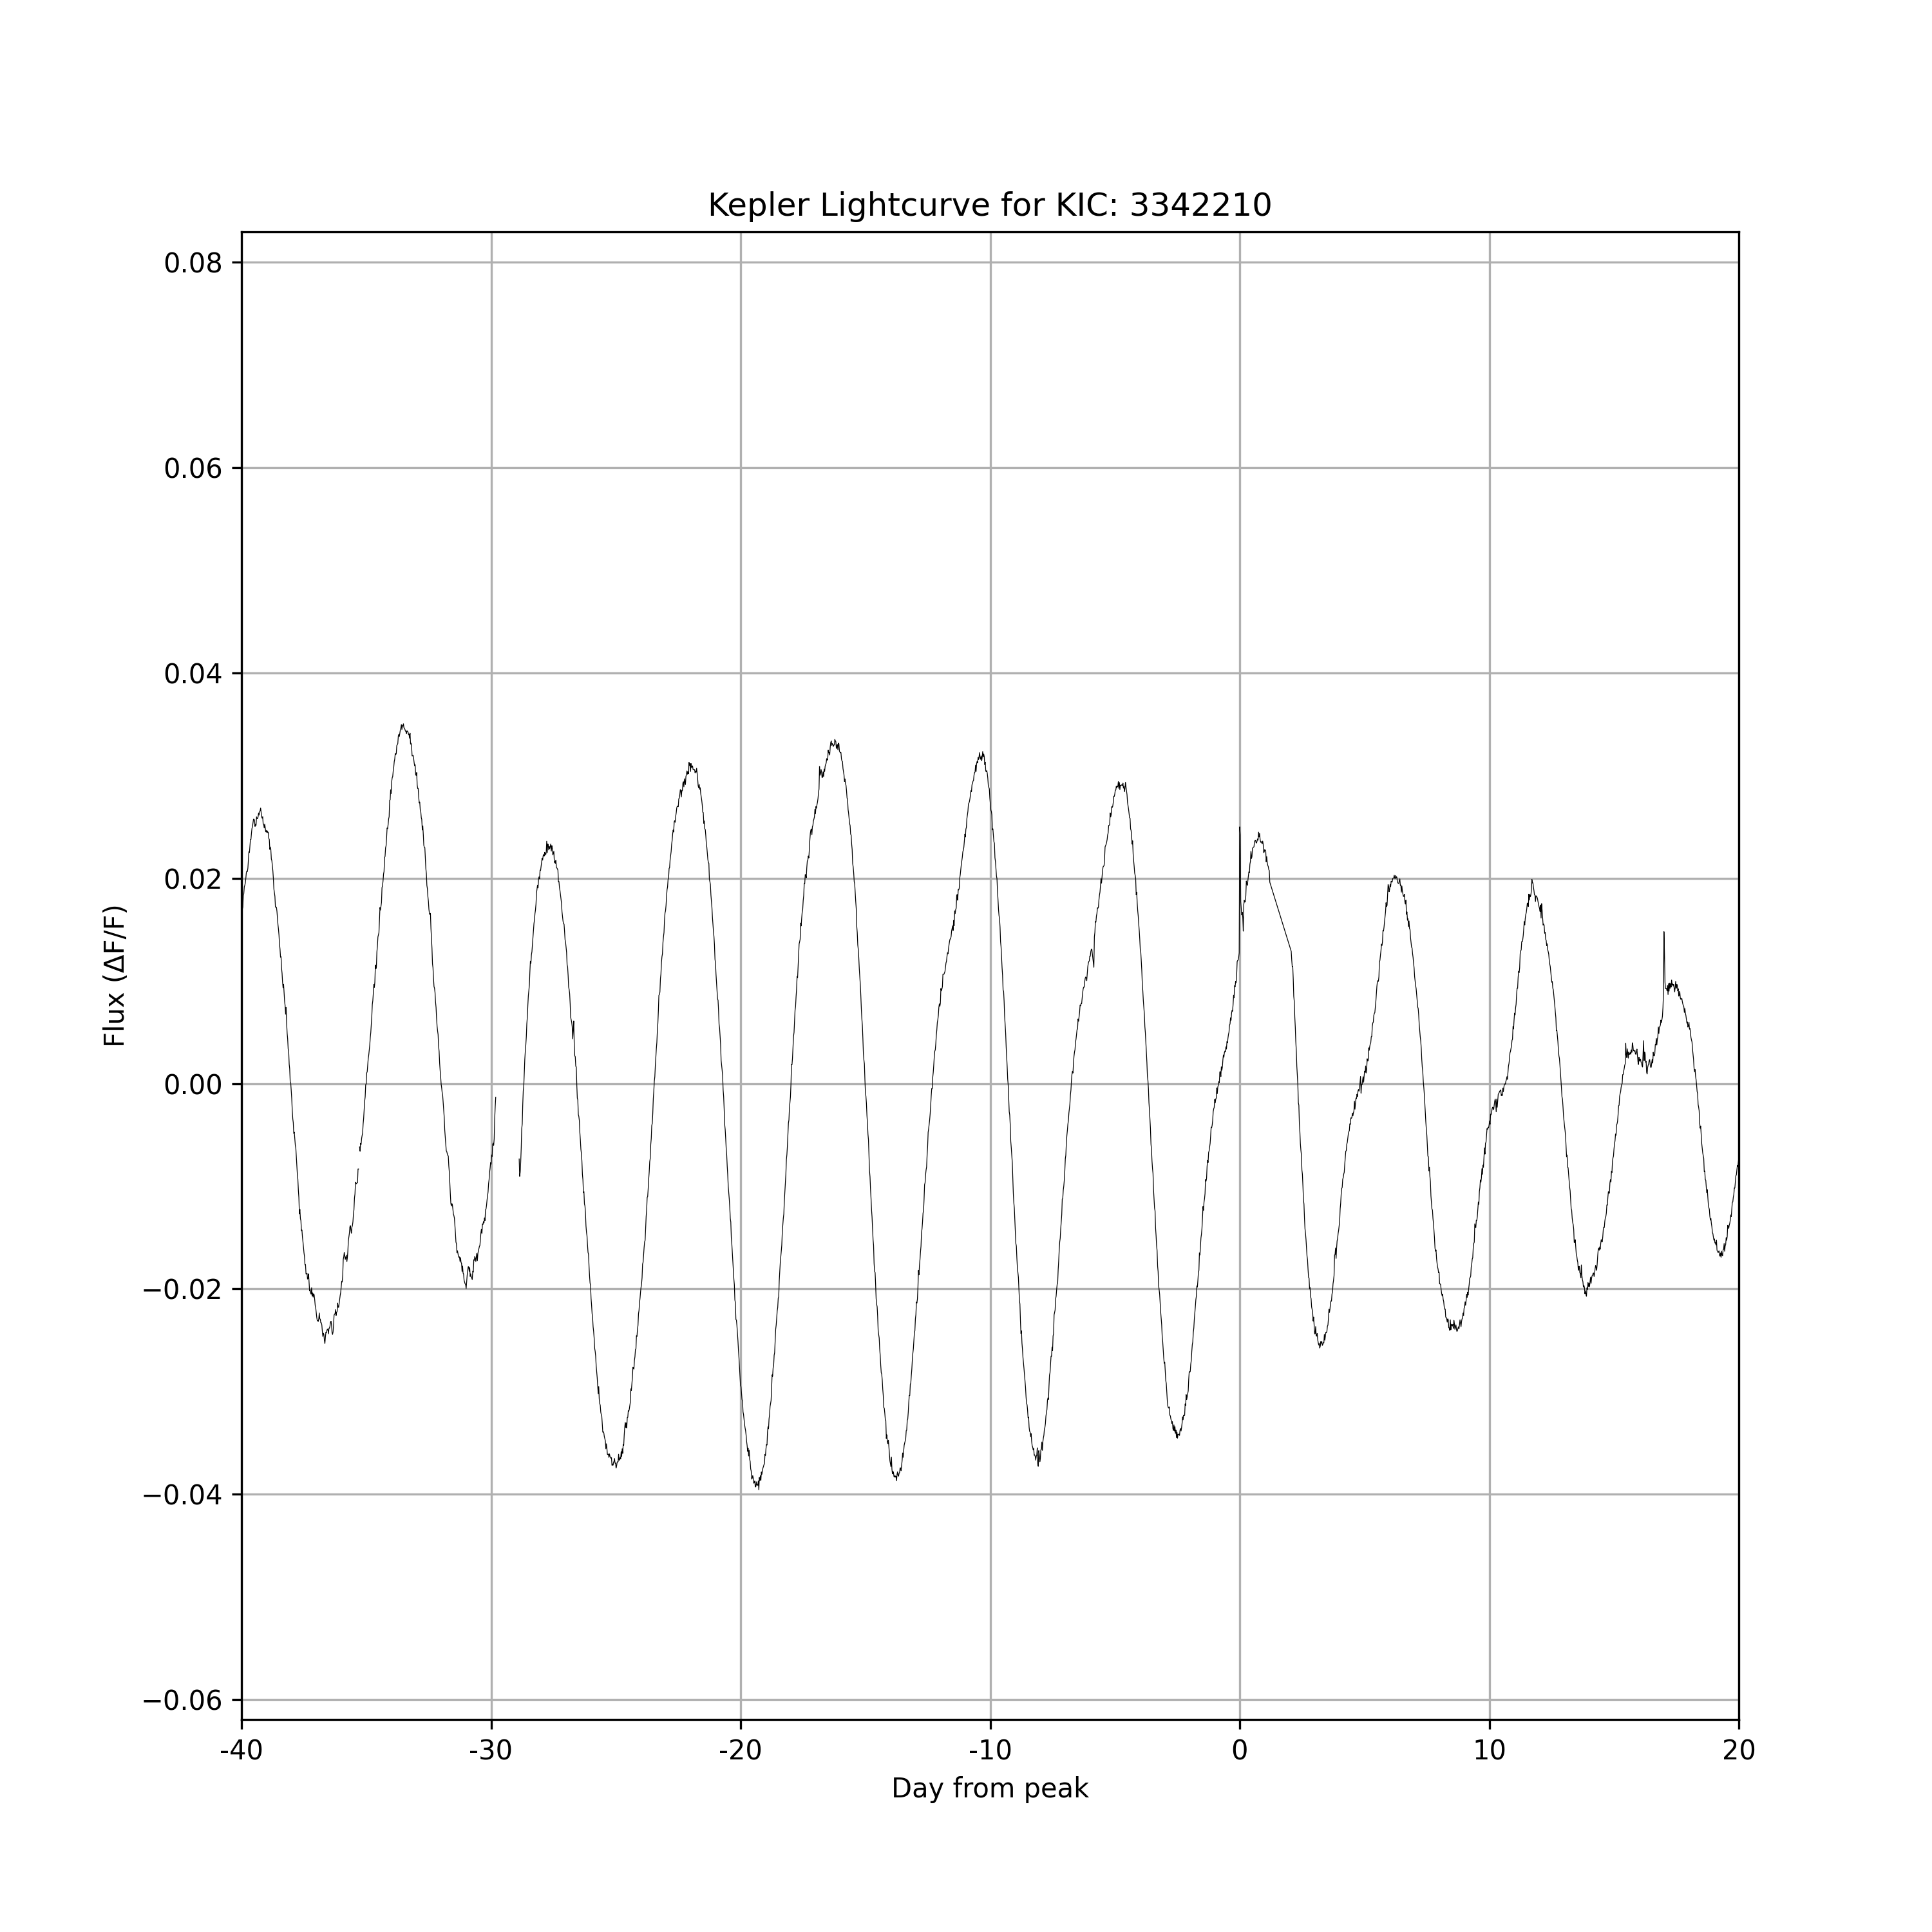 Kepler Lightcurve for KIC: 3342210
Flux (ΔF/F)
0.08
0.06
0.04
0.02
0.00
−0.02
−0.04
−0.06
-40 -30 -20 -10 0 10 20
Day from peak